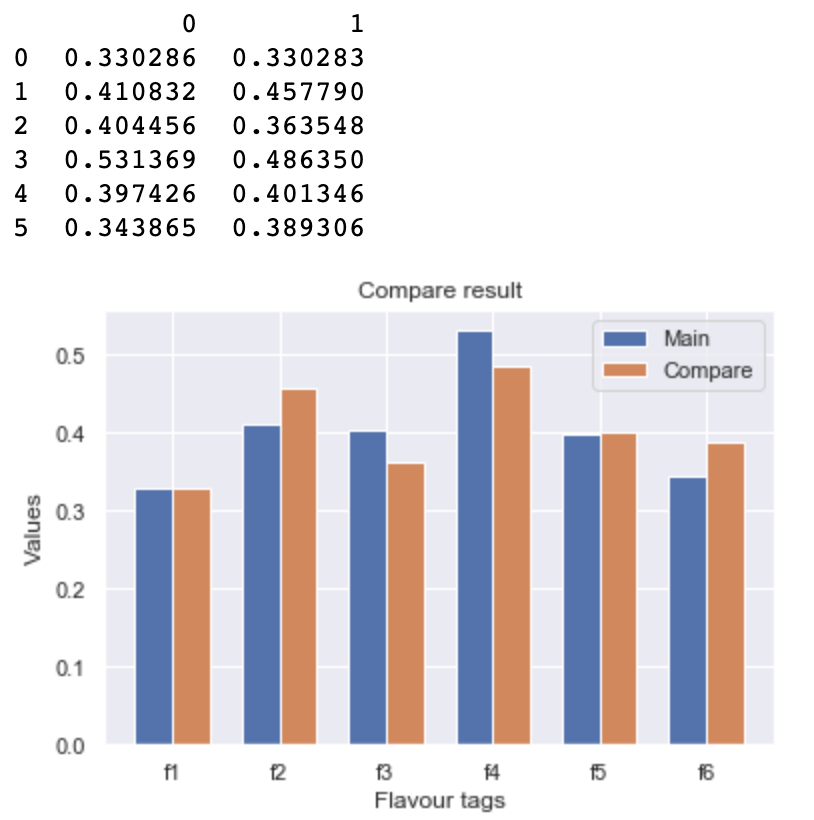 0 1
0 0.330286 0.330283
1 0.410832 0.457790
2 0.404456 0.363548
3 0.531369 0.486350
4 0.397426 0.401346
5 0.343865 0.389306
Compare result
Main
Compare
0.5
0.4
0.3
0.2
0.1
0.0
Values
f1 f2 f3 f4 f5 f6
Flavour tags